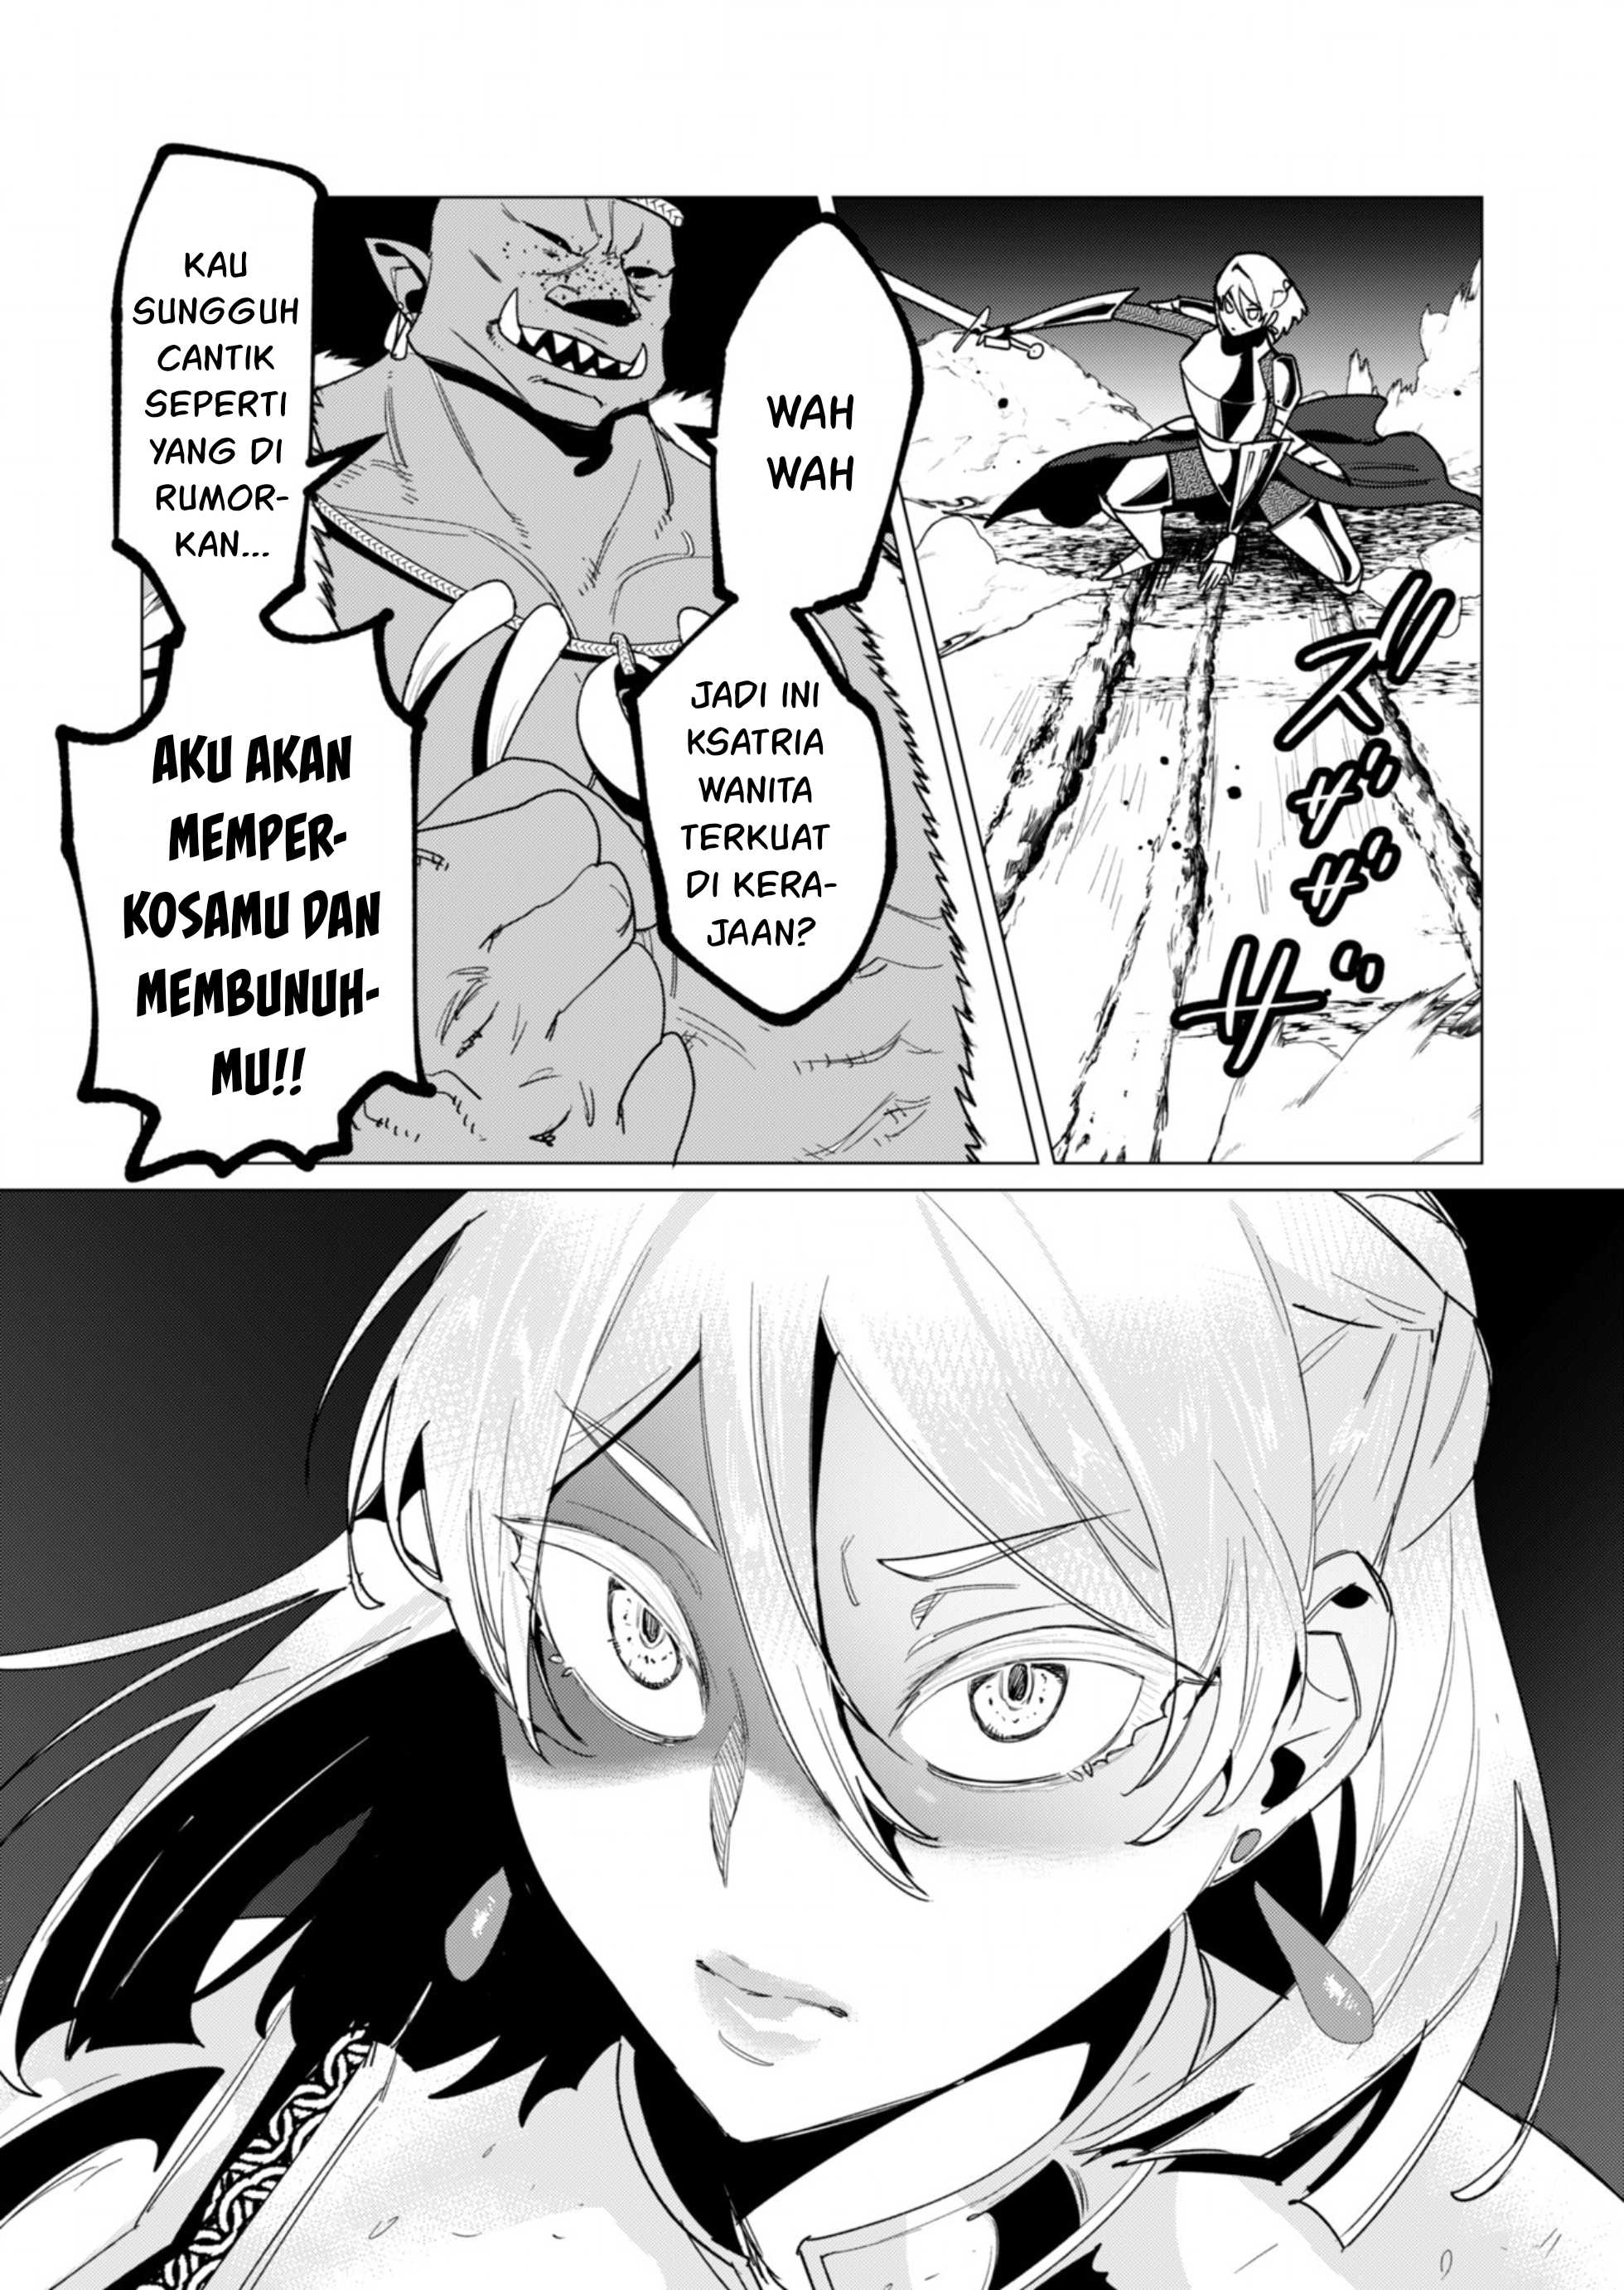 ズザザザッ
WAH
WAH
JADI INI
KSATRIA
WANITA
TERKUAT
DI KERA-
JAAN?
KAU
SUNGGUH
CANTIK
SEPERTI
YANG DI
RUMOR-
KAN...
AKU AKAN
MEMPER-
KOSAMU DAN
MEMBUNUH-
MU!!